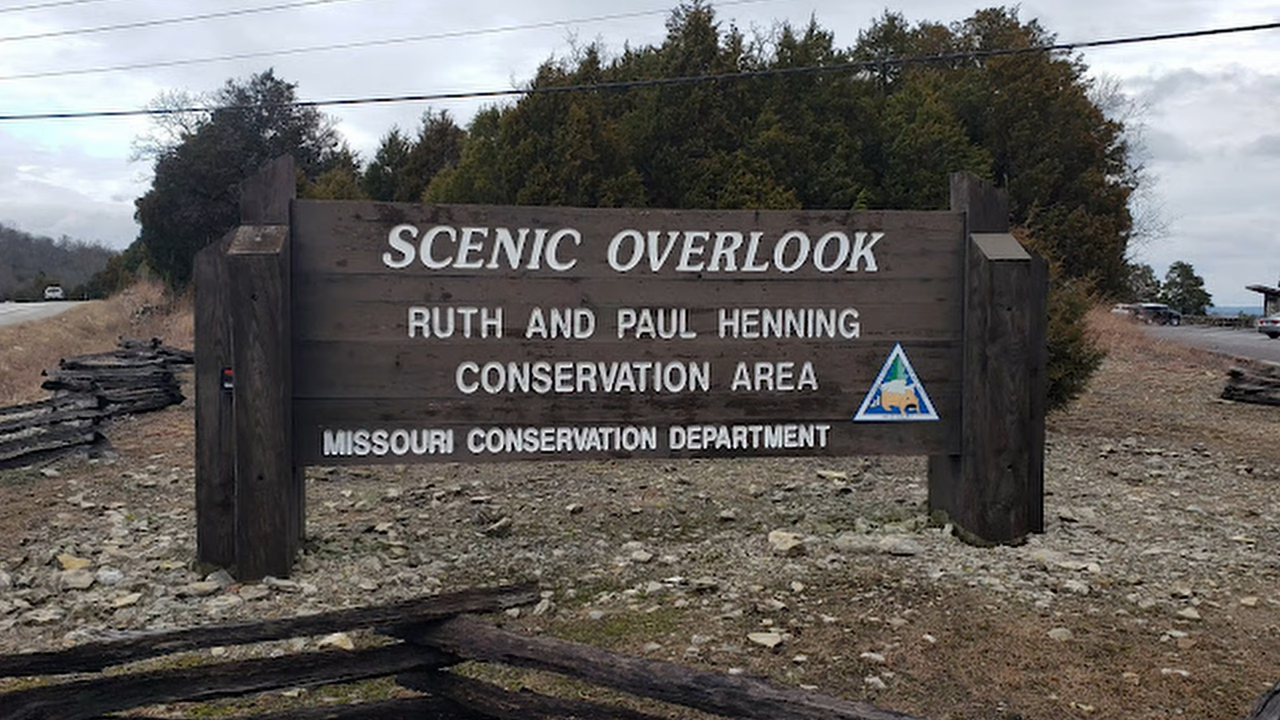 SCENIC OVERLOOK
RUTH AND PAUL HENNING
CONSERVATION AREA
MISSOURI CONSERVATION DEPARTMENT